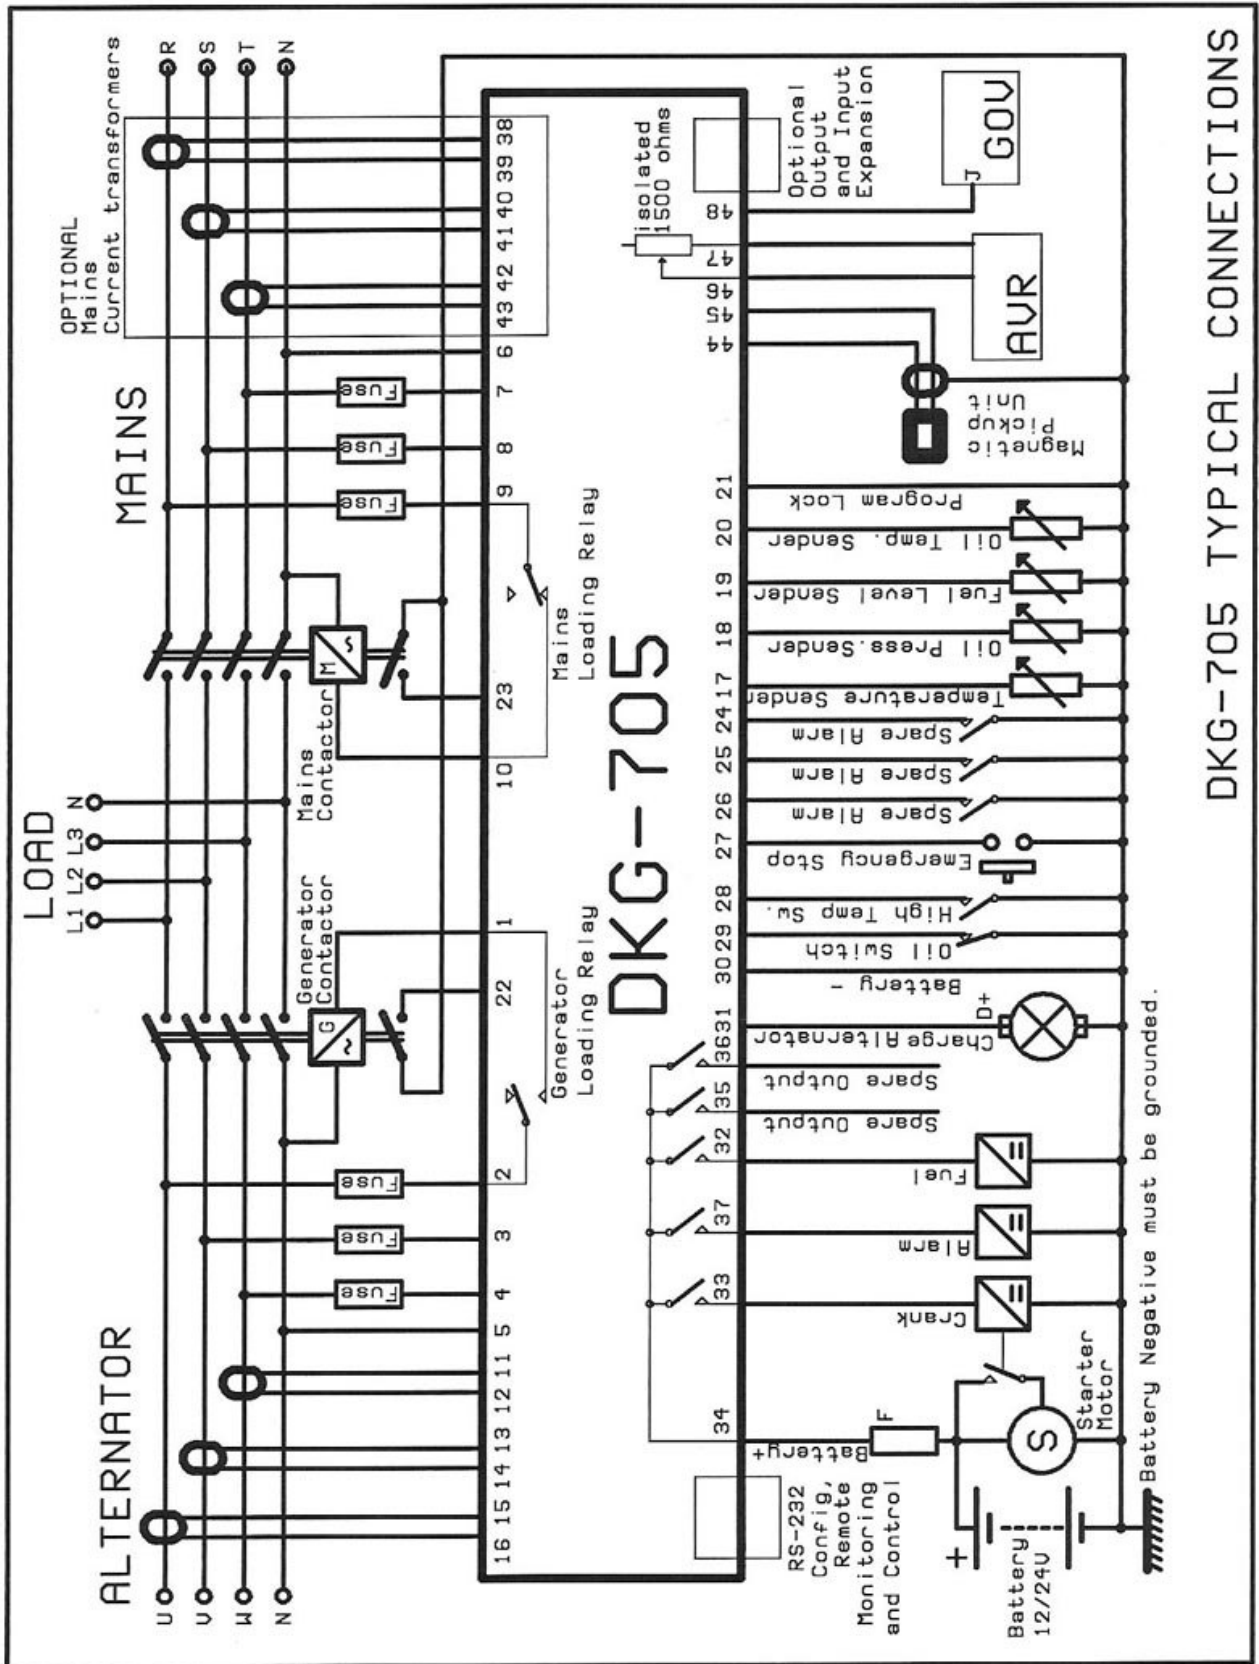 DKG-705 TYPICAL CONNECTIONS
ALTERNATOR
LOAD
MAINS
OPTIONAL
Mains
Current transformers
U
V
W
N
L1
L2
L3
N
R
S
T
N
Generator
Contactor
Mains
Contactor
G
~
M
~
Fuse
Fuse
Fuse
Fuse
Fuse
Fuse
16
15
14
13
12
11
5
4
3
2
22
1
10
23
9
8
7
6
43
42
41
40
39
38
Generator
Loading Relay
Mains
Loading Relay
DKG-705
isolated
1500 ohms
34
33
37
32
35
36
31
30
29
28
27
26
25
24
17
18
19
20
21
44
45
46
47
48
RS-232
Config,
Remote
Monitoring
and Control
Battery+
F
Crank
Alarm
Fuel
Spare Output
Spare Output
Charge Alternator
D+
Battery -
Oil Switch
High Temp Sw.
Emergency Stop
Spare Alarm
Spare Alarm
Spare Alarm
Temperature Sender
Oil Press.Sender
Fuel Level Sender
Oil Temp. Sender
Program Lock
Magnetic
Pickup
Unit
AVR
GOV
J
Optional
Output
and Input
Expansion
+
Battery
12/24V
S
Starter
Motor
Battery Negative must be grounded.